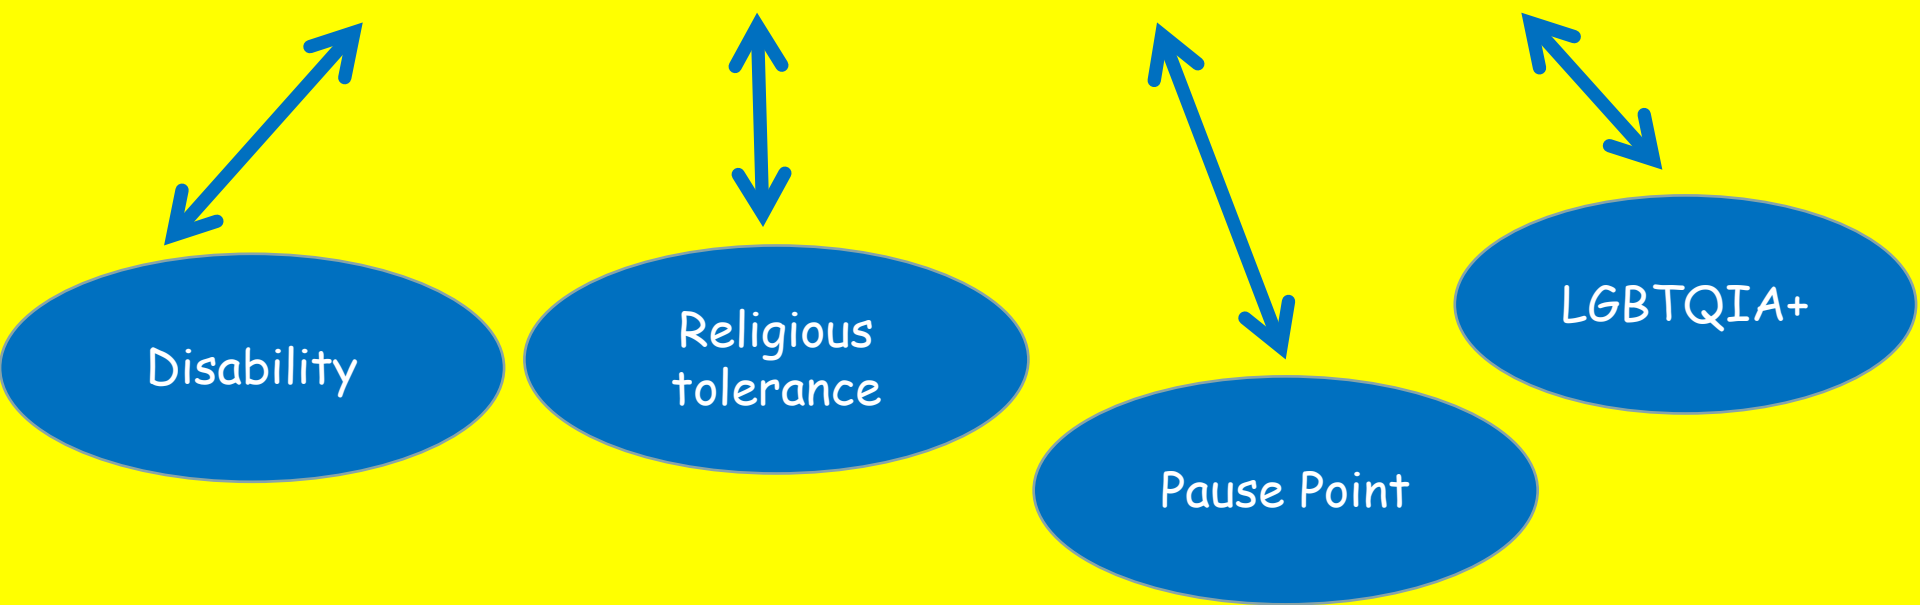 Disability
Religious
tolerance
Pause Point
LGBTQIA+